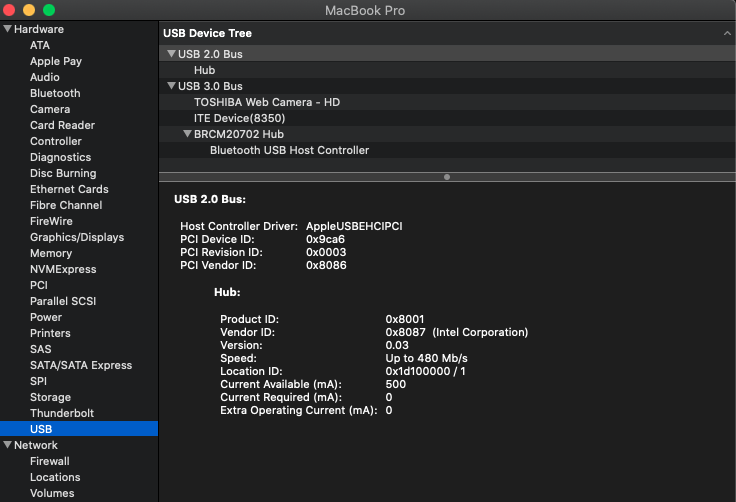 MacBook Pro
Hardware
ATA
Apple Pay
Audio
Bluetooth
Camera
Card Reader
Controller
Diagnostics
Disc Burning
Ethernet Cards
Fibre Channel
FireWire
Graphics/Displays
Memory
NVMExpress
PCI
Parallel SCSI
Power
Printers
SAS
SATA/SATA Express
SPI
Storage
Thunderbolt
USB
Network
Firewall
Locations
Volumes
USB Device Tree
USB 2.0 Bus
Hub
USB 3.0 Bus
TOSHIBA Web Camera - HD
ITE Device(8350)
BRCM20702 Hub
Bluetooth USB Host Controller
USB 2.0 Bus:
Host Controller Driver: AppleUSBEHCIPCI
PCI Device ID: 0x9ca6
PCI Revision ID: 0x0003
PCI Vendor ID: 0x8086
Hub:
Product ID: 0x8001
Vendor ID: 0x8087 (Intel Corporation)
Version: 0.03
Speed: Up to 480 Mb/s
Location ID: 0x1d100000 / 1
Current Available (mA): 500
Current Required (mA): 0
Extra Operating Current (mA): 0